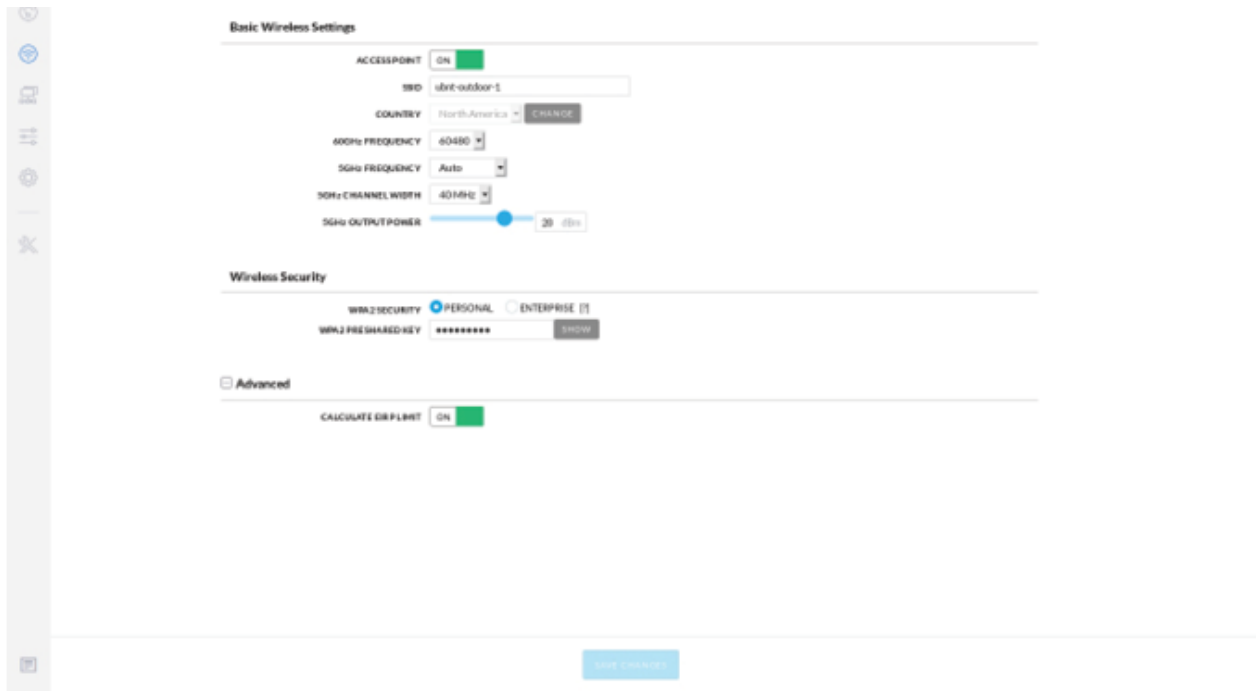 Basic Wireless Settings
ACCESS POINT ON
SSID ubnt-outdoor-1
COUNTRY North America CHANGE
60GHz FREQUENCY 60480
5GHz FREQUENCY Auto
5GHz CHANNEL WIDTH 40 MHz
5GHz OUTPUT POWER 20 dBm
Wireless Security
WPA2 SECURITY PERSONAL ENTERPRISE [?]
WPA2 PRESHARED KEY ••••••••• SHOW
Advanced
CALCULATE EIRP LIMIT ON
SAVE CHANGES